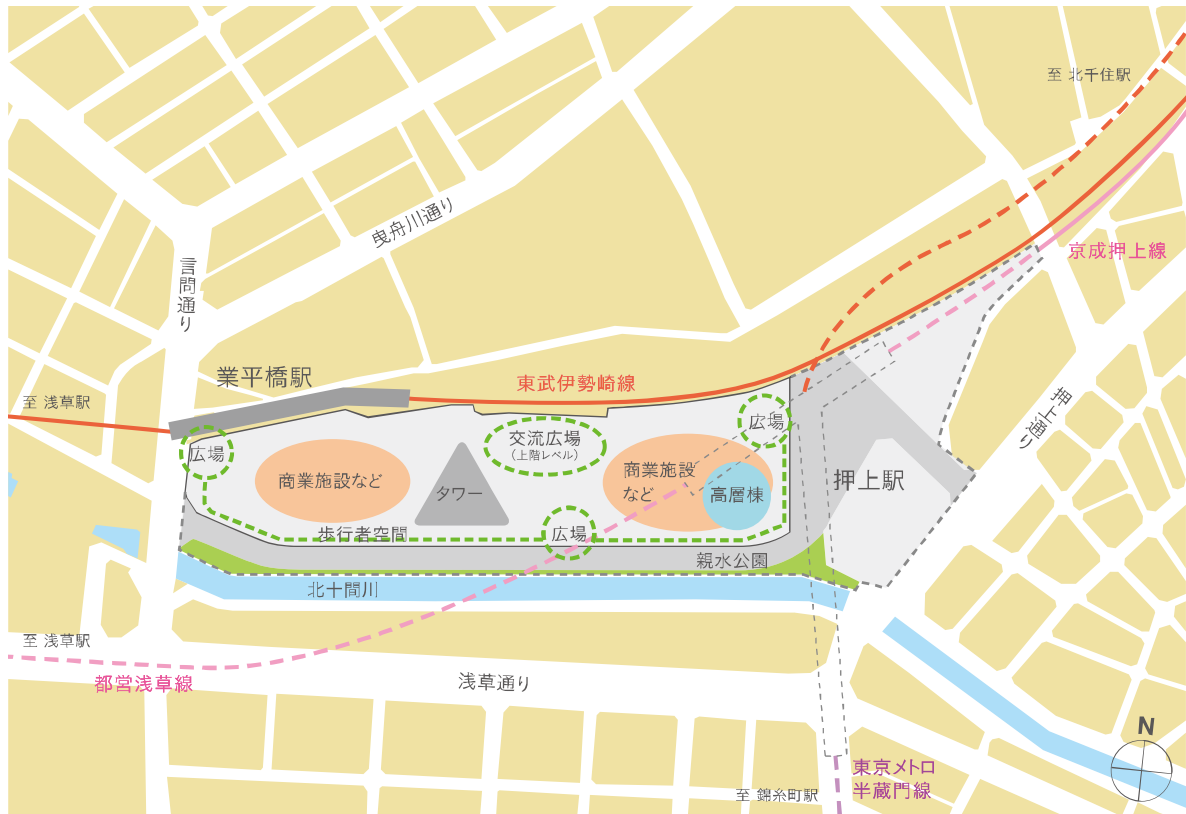 至 北千住駅
曳舟川通り
京成押上線
言問通り
業平橋駅
東武伊勢崎線
至 浅草駅
押上通り
広場
交流広場
(上階レベル)
広場
商業施設など
タワー
商業施設
など
高層棟
押上駅
歩行者空間
広場
親水公園
北十間川
至 浅草駅
都営浅草線
浅草通り
N
東京メトロ
半蔵門線
至 錦糸町駅